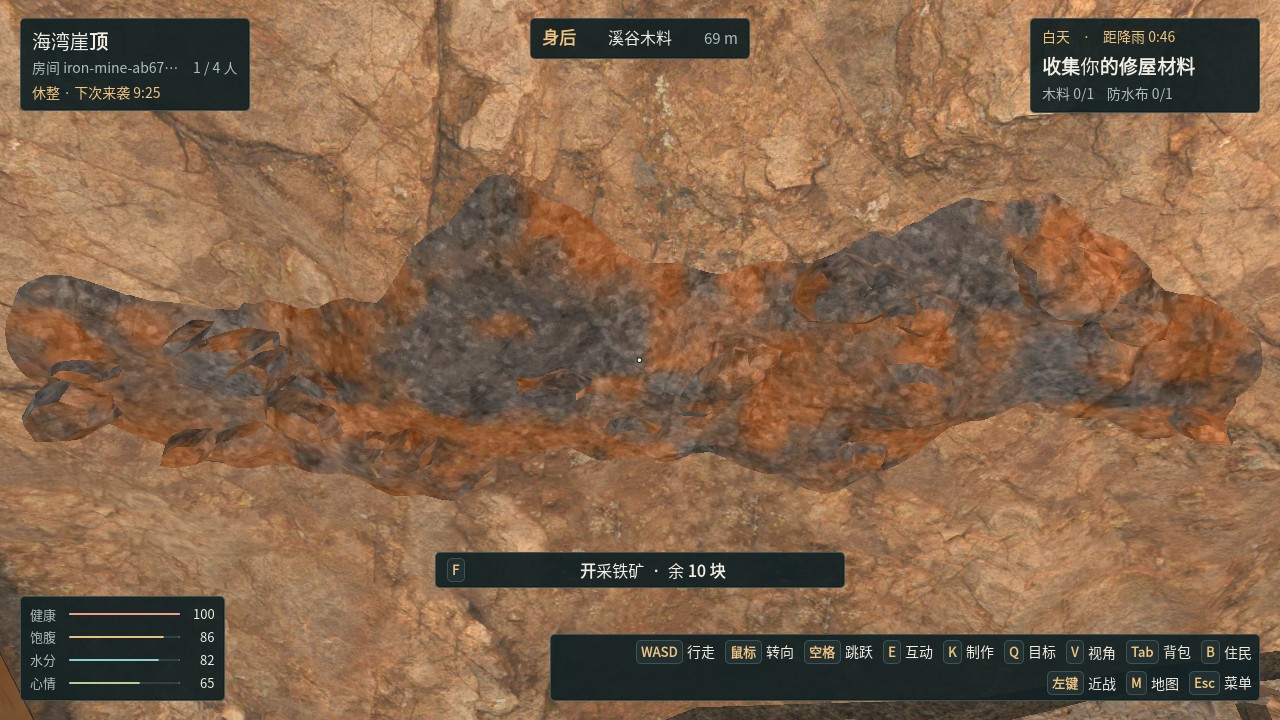 海湾崖顶
房间 iron-mine-ab67… 1 / 4 人
休整 · 下次来袭 9:25
身后 溪谷木料 69 m
白天 · 距降雨 0:46
收集你的修屋材料
木料 0/1 防水布 0/1
F 开采铁矿 · 余 10 块
健康 100
饱腹 86
水分 82
心情 65
WASD 行走 鼠标 转向 空格 跳跃 E 互动 K 制作 Q 目标 V 视角 Tab 背包 B 住民
左键 近战 M 地图 Esc 菜单